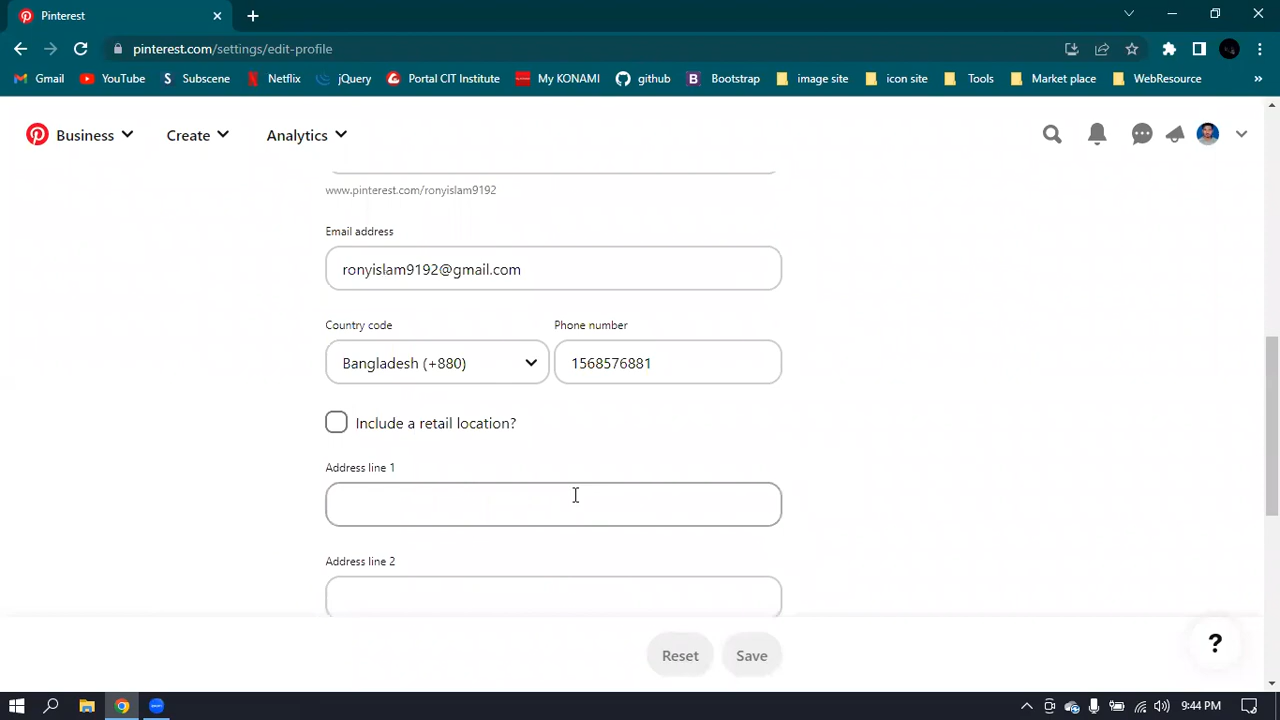 Pinterest
pinterest.com/settings/edit-profile
Gmail YouTube Subscene Netflix jQuery Portal CIT Institute My KONAMI github Bootstrap image site icon site Tools Market place WebResource »
Business Create Analytics
www.pinterest.com/ronyislam9192
Email address
ronyislam9192@gmail.com
Country code Phone number
Bangladesh (+880) 1568576881
Include a retail location?
Address line 1
Address line 2
Reset Save ?
9:44 PM